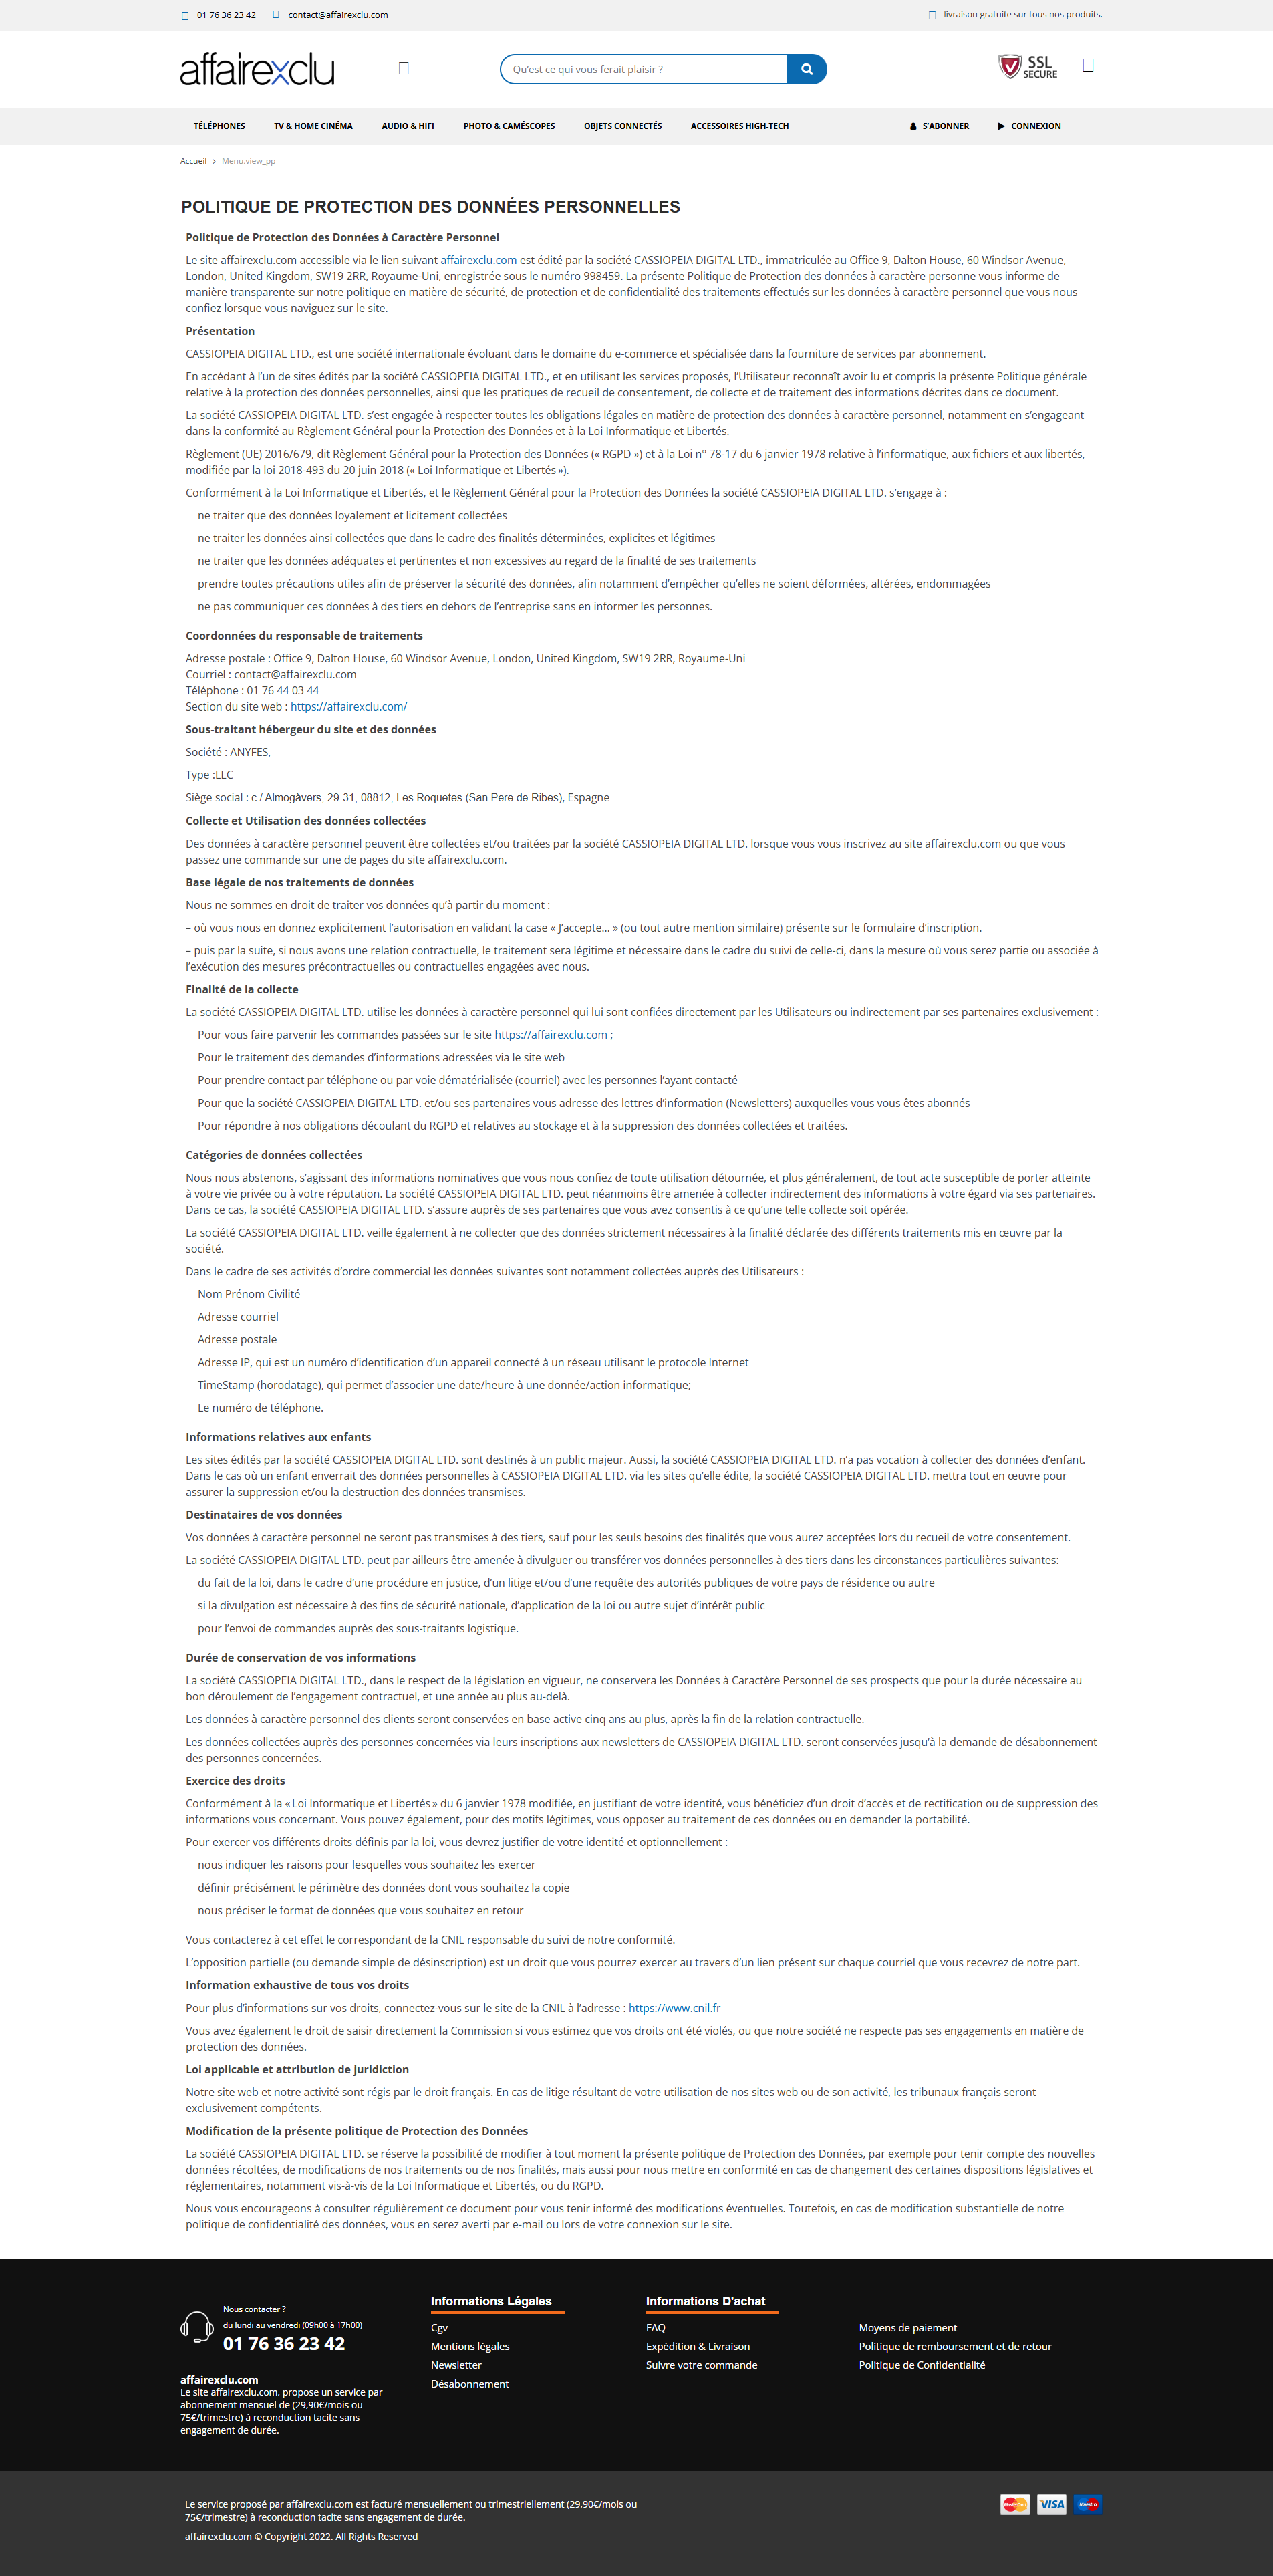 01 76 36 23 42 contact@affairexclu.com livraison gratuite sur tous nos produits.
affairexclu
Qu'est ce qui vous ferait plaisir ?
SSL
SECURE
TÉLÉPHONES TV & HOME CINÉMA AUDIO & HIFI PHOTO & CAMÉSCOPES OBJETS CONNECTÉS ACCESSOIRES HIGH-TECH S'ABONNER CONNEXION
Accueil › Menu.view_pp
POLITIQUE DE PROTECTION DES DONNÉES PERSONNELLES
Politique de Protection des Données à Caractère Personnel
Le site affairexclu.com accessible via le lien suivant affairexclu.com est édité par la société CASSIOPEIA DIGITAL LTD., immatriculée au Office 9, Dalton House, 60 Windsor Avenue,
London, United Kingdom, SW19 2RR, Royaume-Uni, enregistrée sous le numéro 998459. La présente Politique de Protection des données à caractère personne vous informe de
manière transparente sur notre politique en matière de sécurité, de protection et de confidentialité des traitements effectués sur les données à caractère personnel que vous nous
confiez lorsque vous naviguez sur le site.
Présentation
CASSIOPEIA DIGITAL LTD., est une société internationale évoluant dans le domaine du e-commerce et spécialisée dans la fourniture de services par abonnement.
En accédant à l'un de sites édités par la société CASSIOPEIA DIGITAL LTD., et en utilisant les services proposés, l'Utilisateur reconnaît avoir lu et compris la présente Politique générale
relative à la protection des données personnelles, ainsi que les pratiques de recueil de consentement, de collecte et de traitement des informations décrites dans ce document.
La société CASSIOPEIA DIGITAL LTD. s'est engagée à respecter toutes les obligations légales en matière de protection des données à caractère personnel, notamment en s'engageant
dans la conformité au Règlement Général pour la Protection des Données et à la Loi Informatique et Libertés.
Règlement (UE) 2016/679, dit Règlement Général pour la Protection des Données (« RGPD ») et à la Loi n° 78-17 du 6 janvier 1978 relative à l'informatique, aux fichiers et aux libertés,
modifiée par la loi 2018-493 du 20 juin 2018 (« Loi Informatique et Libertés »).
Conformément à la Loi Informatique et Libertés, et le Règlement Général pour la Protection des Données la société CASSIOPEIA DIGITAL LTD. s'engage à :
ne traiter que des données loyalement et licitement collectées
ne traiter les données ainsi collectées que dans le cadre des finalités déterminées, explicites et légitimes
ne traiter que les données adéquates et pertinentes et non excessives au regard de la finalité de ses traitements
prendre toutes précautions utiles afin de préserver la sécurité des données, afin notamment d'empêcher qu'elles ne soient déformées, altérées, endommagées
ne pas communiquer ces données à des tiers en dehors de l'entreprise sans en informer les personnes.
Coordonnées du responsable de traitements
Adresse postale : Office 9, Dalton House, 60 Windsor Avenue, London, United Kingdom, SW19 2RR, Royaume-Uni
Courriel : contact@affairexclu.com
Téléphone : 01 76 44 03 44
Section du site web : https://affairexclu.com/
Sous-traitant hébergeur du site et des données
Société : ANYFES,
Type :LLC
Siège social : c / Almogàvers, 29-31, 08812, Les Roquetes (San Pere de Ribes), Espagne
Collecte et Utilisation des données collectées
Des données à caractère personnel peuvent être collectées et/ou traitées par la société CASSIOPEIA DIGITAL LTD. lorsque vous vous inscrivez au site affairexclu.com ou que vous
passez une commande sur une de pages du site affairexclu.com.
Base légale de nos traitements de données
Nous ne sommes en droit de traiter vos données qu'à partir du moment :
– où vous nous en donnez explicitement l'autorisation en validant la case « J'accepte... » (ou tout autre mention similaire) présente sur le formulaire d'inscription.
– puis par la suite, si nous avons une relation contractuelle, le traitement sera légitime et nécessaire dans le cadre du suivi de celle-ci, dans la mesure où vous serez partie ou associée à
l'exécution des mesures précontractuelles ou contractuelles engagées avec nous.
Finalité de la collecte
La société CASSIOPEIA DIGITAL LTD. utilise les données à caractère personnel qui lui sont confiées directement par les Utilisateurs ou indirectement par ses partenaires exclusivement :
Pour vous faire parvenir les commandes passées sur le site https://affairexclu.com ;
Pour le traitement des demandes d'informations adressées via le site web
Pour prendre contact par téléphone ou par voie dématérialisée (courriel) avec les personnes l'ayant contacté
Pour que la société CASSIOPEIA DIGITAL LTD. et/ou ses partenaires vous adresse des lettres d'information (Newsletters) auxquelles vous vous êtes abonnés
Pour répondre à nos obligations découlant du RGPD et relatives au stockage et à la suppression des données collectées et traitées.
Catégories de données collectées
Nous nous abstenons, s'agissant des informations nominatives que vous nous confiez de toute utilisation détournée, et plus généralement, de tout acte susceptible de porter atteinte
à votre vie privée ou à votre réputation. La société CASSIOPEIA DIGITAL LTD. peut néanmoins être amenée à collecter indirectement des informations à votre égard via ses partenaires.
Dans ce cas, la société CASSIOPEIA DIGITAL LTD. s'assure auprès de ses partenaires que vous avez consentis à ce qu'une telle collecte soit opérée.
La société CASSIOPEIA DIGITAL LTD. veille également à ne collecter que des données strictement nécessaires à la finalité déclarée des différents traitements mis en œuvre par la
société.
Dans le cadre de ses activités d'ordre commercial les données suivantes sont notamment collectées auprès des Utilisateurs :
Nom Prénom Civilité
Adresse courriel
Adresse postale
Adresse IP, qui est un numéro d'identification d'un appareil connecté à un réseau utilisant le protocole Internet
TimeStamp (horodatage), qui permet d'associer une date/heure à une donnée/action informatique;
Le numéro de téléphone.
Informations relatives aux enfants
Les sites édités par la société CASSIOPEIA DIGITAL LTD. sont destinés à un public majeur. Aussi, la société CASSIOPEIA DIGITAL LTD. n'a pas vocation à collecter des données d'enfant.
Dans le cas où un enfant enverrait des données personnelles à CASSIOPEIA DIGITAL LTD. via les sites qu'elle édite, la société CASSIOPEIA DIGITAL LTD. mettra tout en œuvre pour
assurer la suppression et/ou la destruction des données transmises.
Destinataires de vos données
Vos données à caractère personnel ne seront pas transmises à des tiers, sauf pour les seuls besoins des finalités que vous aurez acceptées lors du recueil de votre consentement.
La société CASSIOPEIA DIGITAL LTD. peut par ailleurs être amenée à divulguer ou transférer vos données personnelles à des tiers dans les circonstances particulières suivantes:
du fait de la loi, dans le cadre d'une procédure en justice, d'un litige et/ou d'une requête des autorités publiques de votre pays de résidence ou autre
si la divulgation est nécessaire à des fins de sécurité nationale, d'application de la loi ou autre sujet d'intérêt public
pour l'envoi de commandes auprès des sous-traitants logistique.
Durée de conservation de vos informations
La société CASSIOPEIA DIGITAL LTD., dans le respect de la législation en vigueur, ne conservera les Données à Caractère Personnel de ses prospects que pour la durée nécessaire au
bon déroulement de l'engagement contractuel, et une année au plus au-delà.
Les données à caractère personnel des clients seront conservées en base active cinq ans au plus, après la fin de la relation contractuelle.
Les données collectées auprès des personnes concernées via leurs inscriptions aux newsletters de CASSIOPEIA DIGITAL LTD. seront conservées jusqu'à la demande de désabonnement
des personnes concernées.
Exercice des droits
Conformément à la « Loi Informatique et Libertés » du 6 janvier 1978 modifiée, en justifiant de votre identité, vous bénéficiez d'un droit d'accès et de rectification ou de suppression des
informations vous concernant. Vous pouvez également, pour des motifs légitimes, vous opposer au traitement de ces données ou en demander la portabilité.
Pour exercer vos différents droits définis par la loi, vous devrez justifier de votre identité et optionnellement :
nous indiquer les raisons pour lesquelles vous souhaitez les exercer
définir précisément le périmètre des données dont vous souhaitez la copie
nous préciser le format de données que vous souhaitez en retour
Vous contacterez à cet effet le correspondant de la CNIL responsable du suivi de notre conformité.
L'opposition partielle (ou demande simple de désinscription) est un droit que vous pourrez exercer au travers d'un lien présent sur chaque courriel que vous recevrez de notre part.
Information exhaustive de tous vos droits
Pour plus d'informations sur vos droits, connectez-vous sur le site de la CNIL à l'adresse : https://www.cnil.fr
Vous avez également le droit de saisir directement la Commission si vous estimez que vos droits ont été violés, ou que notre société ne respecte pas ses engagements en matière de
protection des données.
Loi applicable et attribution de juridiction
Notre site web et notre activité sont régis par le droit français. En cas de litige résultant de votre utilisation de nos sites web ou de son activité, les tribunaux français seront
exclusivement compétents.
Modification de la présente politique de Protection des Données
La société CASSIOPEIA DIGITAL LTD. se réserve la possibilité de modifier à tout moment la présente politique de Protection des Données, par exemple pour tenir compte des nouvelles
données récoltées, de modifications de nos traitements ou de nos finalités, mais aussi pour nous mettre en conformité en cas de changement des certaines dispositions législatives et
réglementaires, notamment vis-à-vis de la Loi Informatique et Libertés, ou du RGPD.
Nous vous encourageons à consulter régulièrement ce document pour vous tenir informé des modifications éventuelles. Toutefois, en cas de modification substantielle de notre
politique de confidentialité des données, vous en serez averti par e-mail ou lors de votre connexion sur le site.
Nous contacter ?
du lundi au vendredi (09h00 à 17h00)
01 76 36 23 42
affairexclu.com
Le site affairexclu.com, propose un service par
abonnement mensuel de (29,90€/mois ou
75€/trimestre) à reconduction tacite sans
engagement de durée.
Informations Légales
Cgv
Mentions légales
Newsletter
Désabonnement
Informations D'achat
FAQ
Expédition & Livraison
Suivre votre commande
Moyens de paiement
Politique de remboursement et de retour
Politique de Confidentialité
Le service proposé par affairexclu.com est facturé mensuellement ou trimestriellement (29,90€/mois ou
75€/trimestre) à reconduction tacite sans engagement de durée.
affairexclu.com © Copyright 2022. All Rights Reserved
MasterCard VISA Maestro